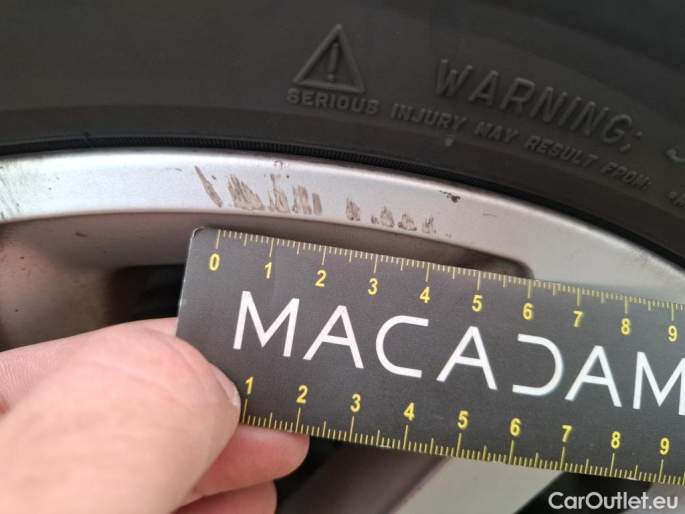 WARNING;
SERIOUS INJURY MAY RESULT FROM:
0 1 2 3 4 5 6 7 8 9
MACADAM
1 2 3 4 5 6 7 8 9
CarOutlet.eu